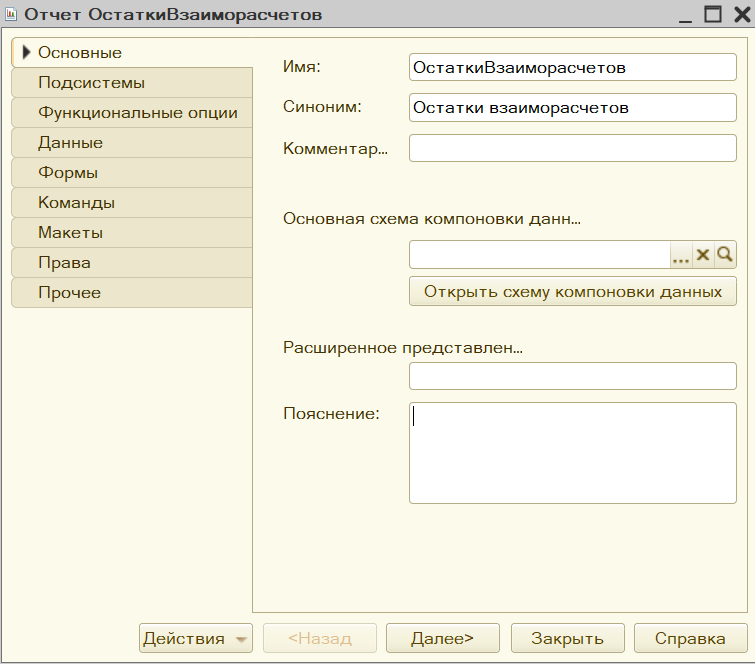 Отчет ОстаткиВзаиморасчетов
Основные
Подсистемы
Функциональные опции
Данные
Формы
Команды
Макеты
Права
Прочее
Имя:
ОстаткиВзаиморасчетов
Синоним:
Остатки взаиморасчетов
Комментар...
Основная схема компоновки данн...
...
Открыть схему компоновки данных
Расширенное представлен...
Пояснение:
Действия
<Назад
Далее>
Закрыть
Справка